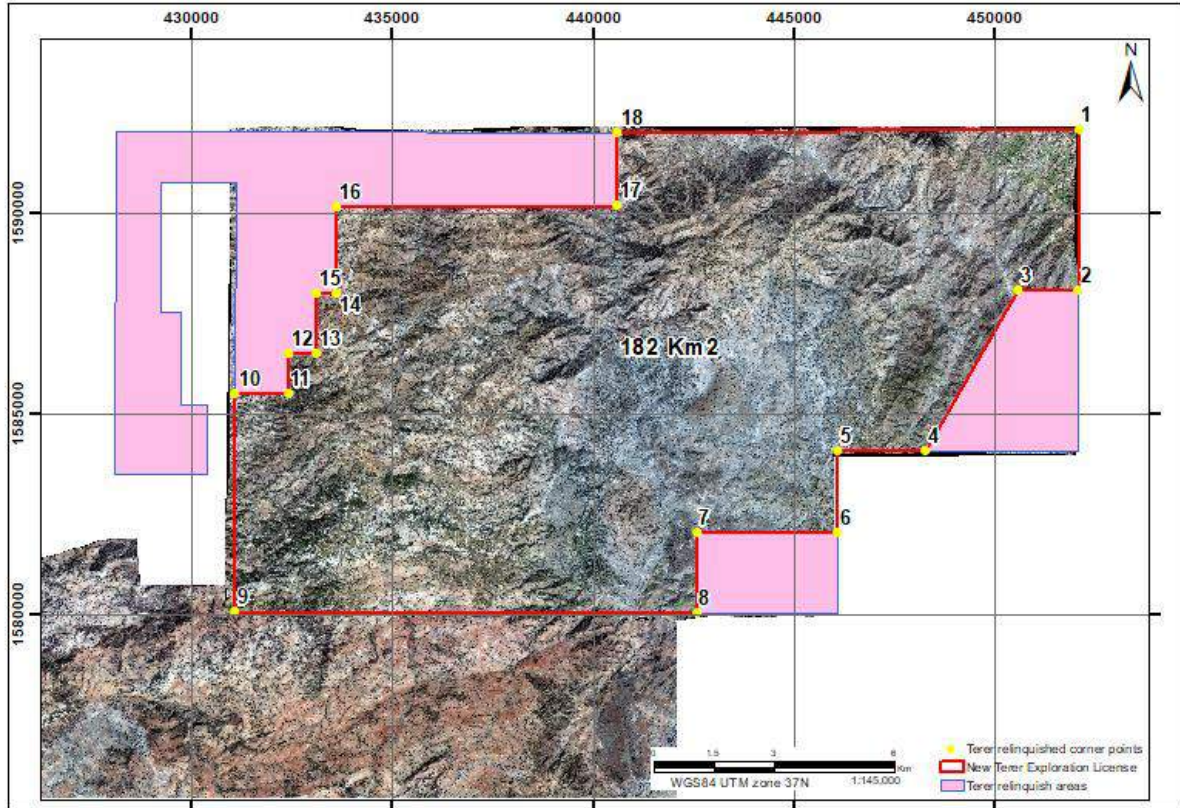 430000 435000 440000 445000 450000
N
18 1
17
16
1590000
15 3 2
14
12 13
182 Km2
10 11
1585000
5 4
7 6
9 8
1580000
0 1.5 3 6
Km
WGS84 UTM zone 37N 1:145,000
Terer relinquished corner points
New Terer Exploration License
Terer relinquish areas